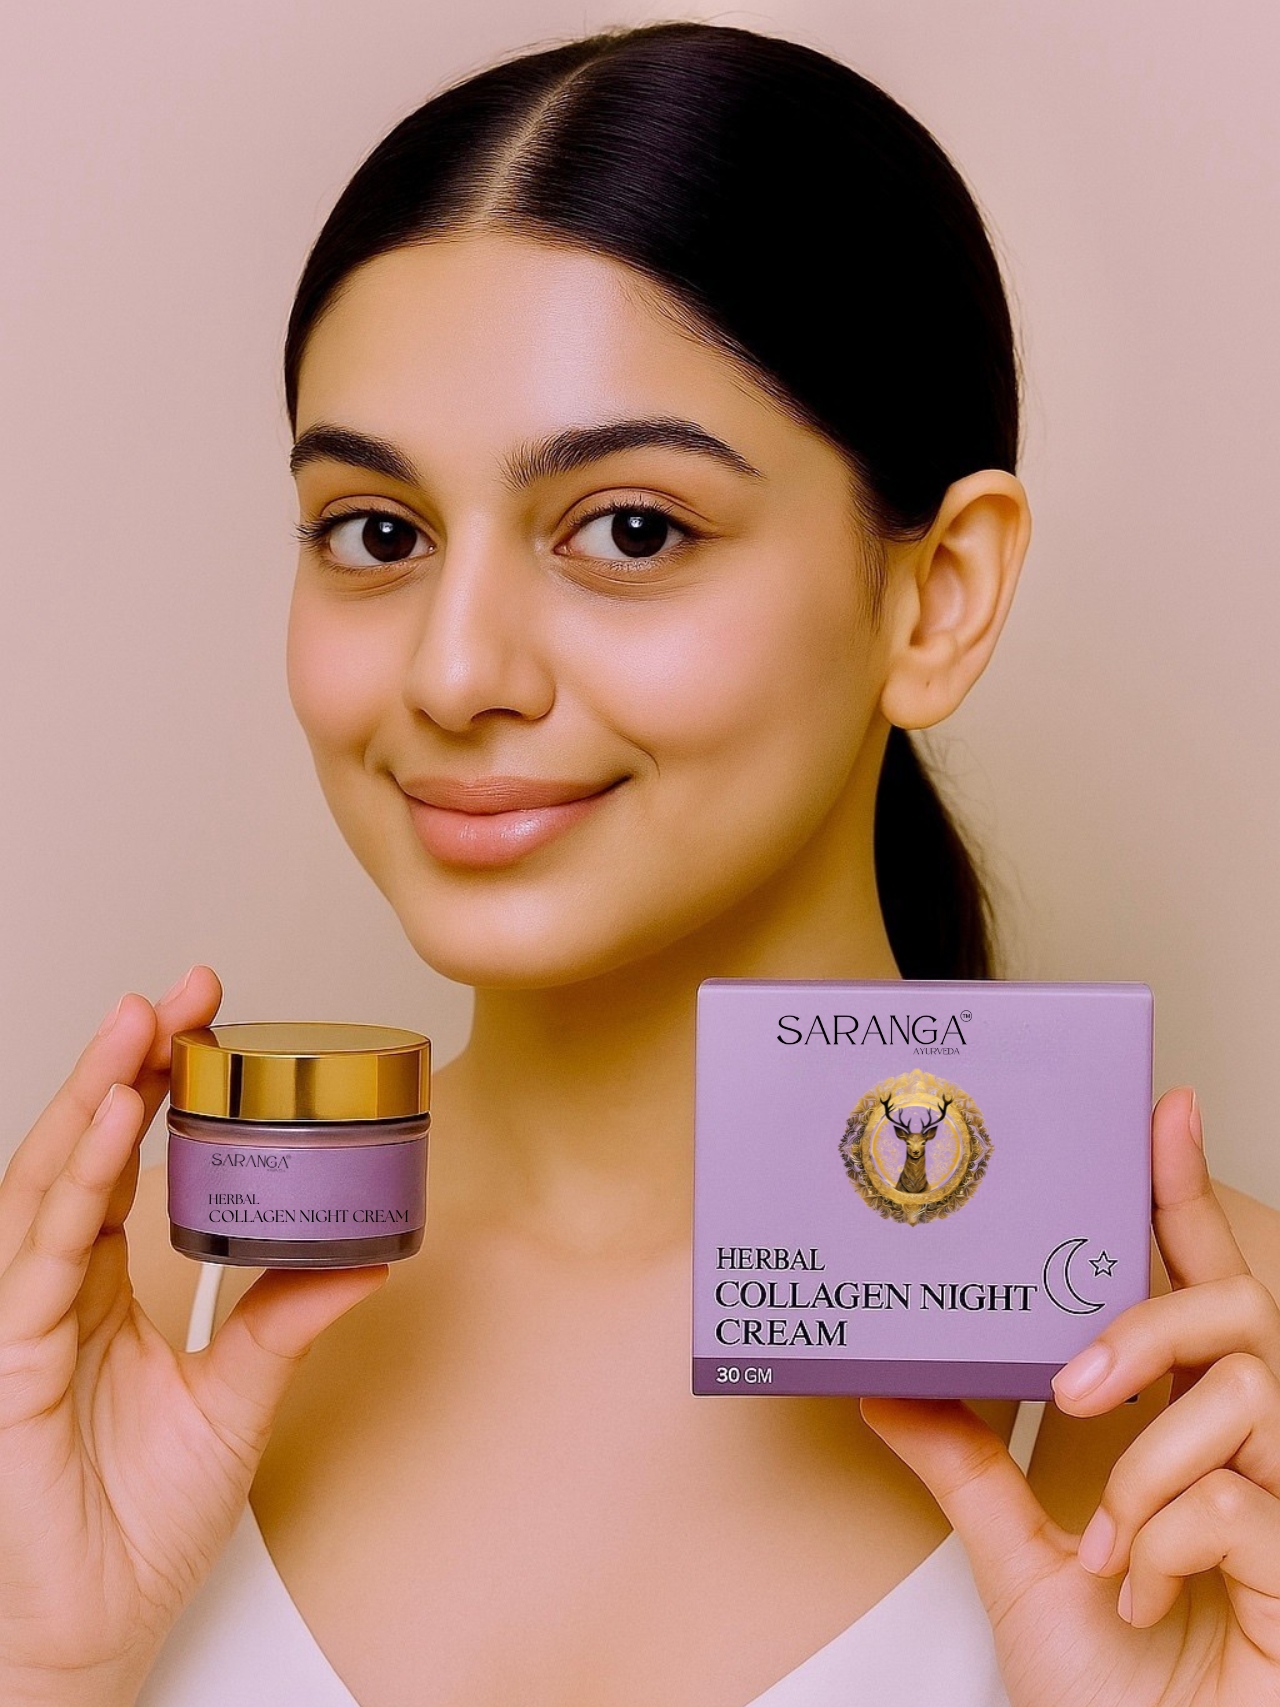 SARANGA
HERBAL
COLLAGEN NIGHT CREAM
SARANGA™
AYURVEDA
HERBAL
COLLAGEN NIGHT
CREAM
30 GM